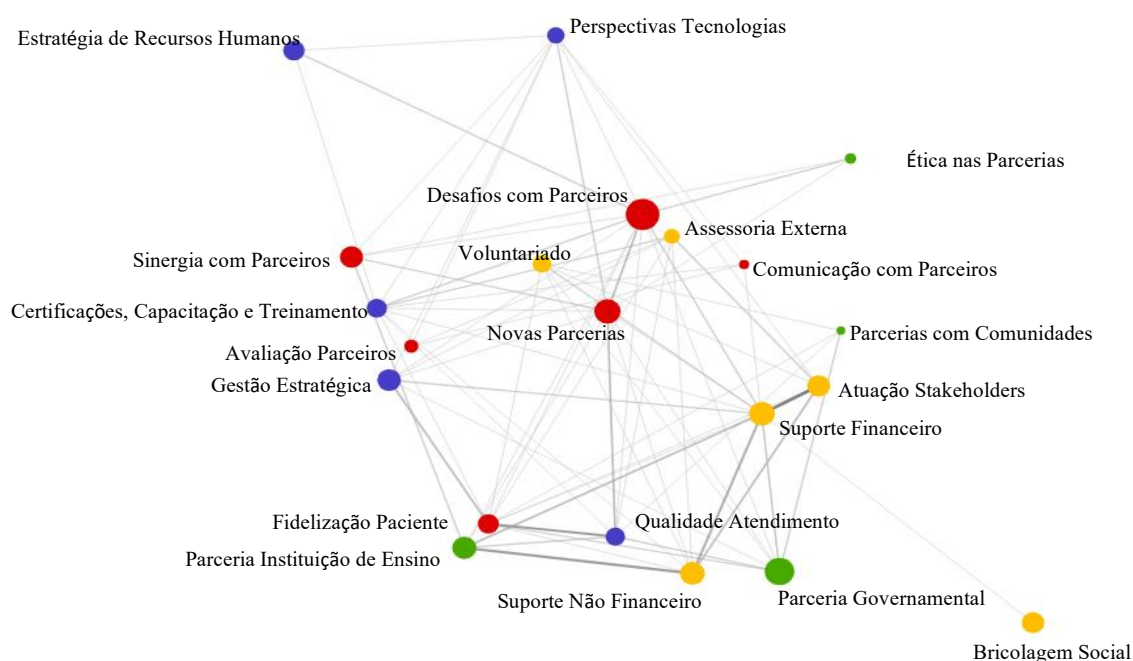 Perspectivas Tecnologias
Estratégia de Recursos Humanos
Ética nas Parcerias
Desafios com Parceiros
Assessoria Externa
Voluntariado
Sinergia com Parceiros
Comunicação com Parceiros
Certificações, Capacitação e Treinamento
Novas Parcerias
Parcerias com Comunidades
Avaliação Parceiros
Gestão Estratégica
Atuação Stakeholders
Suporte Financeiro
Fidelização Paciente
Qualidade Atendimento
Parceria Instituição de Ensino
Suporte Não Financeiro
Parceria Governamental
Bricolagem Social